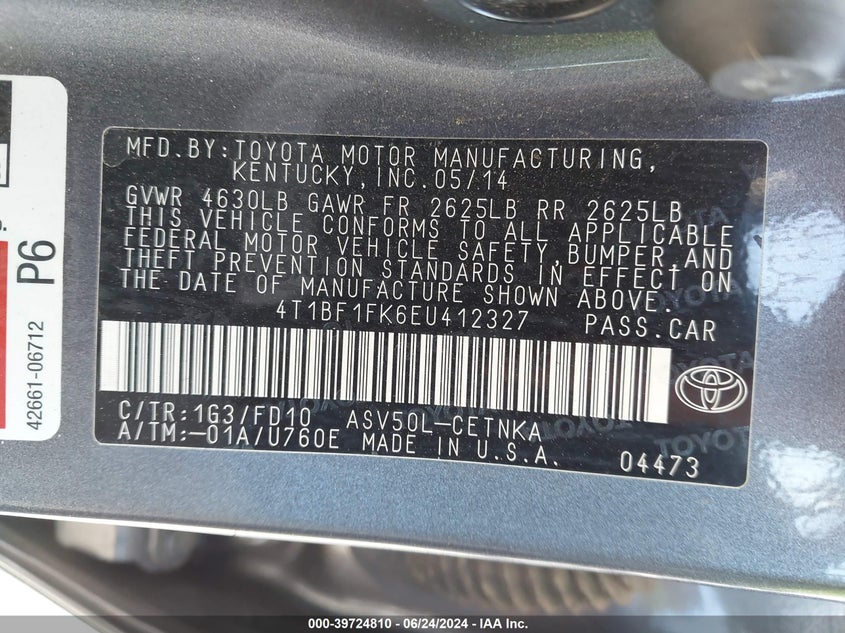 MFD.BY:TOYOTA MOTOR MANUFACTURING,
KENTUCKY,INC.05/14
GVWR 4630LB GAWR FR 2625LB RR 2625LB
THIS VEHICLE CONFORMS TO ALL APPLICABLE
FEDERAL MOTOR VEHICLE SAFETY,BUMPER,AND
THEFT PREVENTION STANDARDS IN EFFECT ON
THE DATE OF MANUFACTURE SHOWN ABOVE.
4T1BF1FK6EU412327 PASS.CAR
C/TR:1G3/FD10 ASV50L-CETNKA
A/TM:-01A/U760E MADE IN U.S.A. 04473
P6
42661-06712
000-39724810 - 06/24/2024 - IAA Inc.